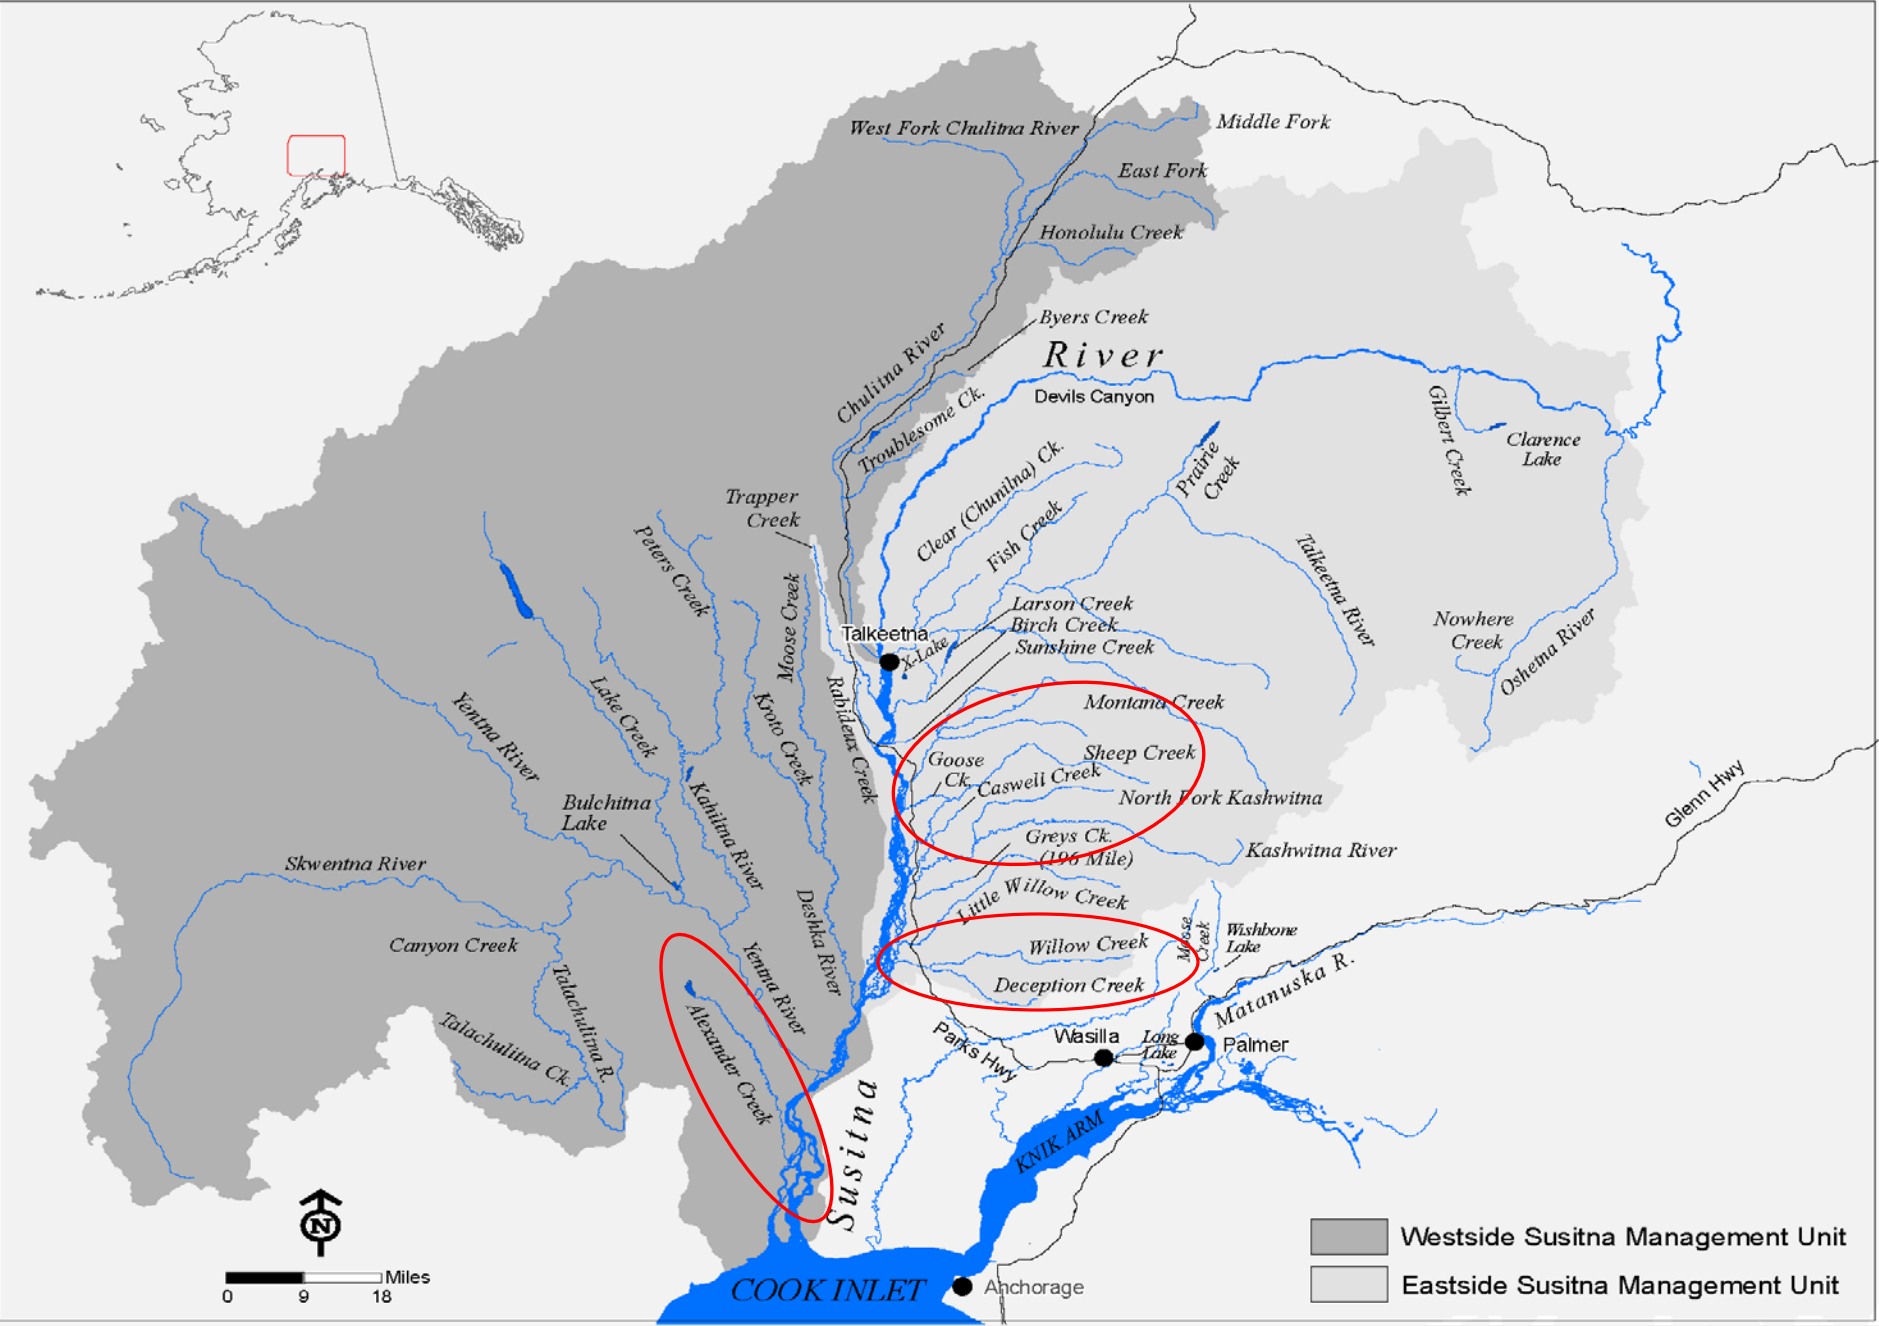 West Fork Chulitna River
Middle Fork
East Fork
Honolulu Creek
Byers Creek
River
Devils Canyon
Chulitna River
Troublesome Ck.
Gilbert Creek
Clarence
Lake
Prairie
Creek
Clear (Chunilna) Ck.
Fish Creek
Trapper
Creek
Peters Creek
Moose Creek
Talkeetna River
Larson Creek
Birch Creek
Sunshine Creek
Talkeetna
X-Lake
Nowhere
Creek
Oshetna River
Yentna River
Lake Creek
Kroto Creek
Rabideux Creek
Montana Creek
Sheep Creek
Goose
Ck.
Caswell Creek
North Fork Kashwitna
Bulchitna
Lake
Kahiltna River
Glenn Hwy
Greys Ck.
(196 Mile)
Kashwitna River
Skwentna River
Deshka River
Little Willow Creek
Canyon Creek
Yentna River
Willow Creek
Moose
Creek
Wishbone
Lake
Deception Creek
Talachulitna R.
Talachulitna Ck.
Alexander Creek
Matanuska R.
Parks Hwy
Wasilla
Long
Lake
Palmer
Susitna
KNIK ARM
N
Miles
0 9 18
COOK INLET
Anchorage
Westside Susitna Management Unit
Eastside Susitna Management Unit